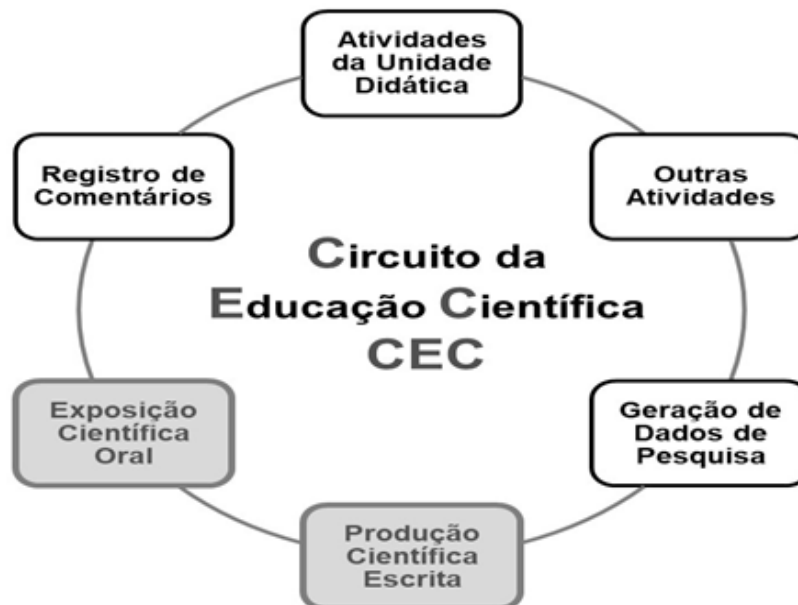 Atividades
da Unidade
Didática
Registro de
Comentários
Outras
Atividades
Circuito da
Educação Científica
CEC
Exposição
Científica
Oral
Geração de
Dados de
Pesquisa
Produção
Científica
Escrita